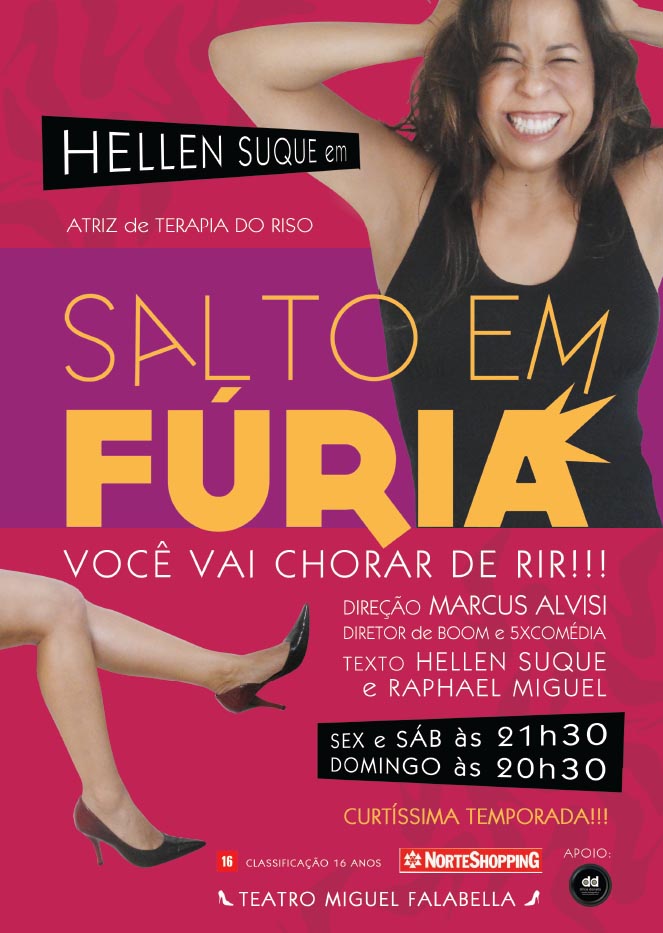 HELLEN SUQUE em
ATRIZ de TERAPIA DO RISO
SALTO EM
FÚRIA
VOCÊ VAI CHORAR DE RIR!!!
DIREÇÃO MARCUS ALVISI
DIRETOR de BOOM e 5XCOMÉDIA
TEXTO HELLEN SUQUE
e RAPHAEL MIGUEL
SEX e SÁB às 21h30
DOMINGO às 20h30
CURTÍSSIMA TEMPORADA!!!
16 CLASSIFICAÇÃO 16 ANOS
NORTESHOPPING
APOIO:
dd
TEATRO MIGUEL FALABELLA